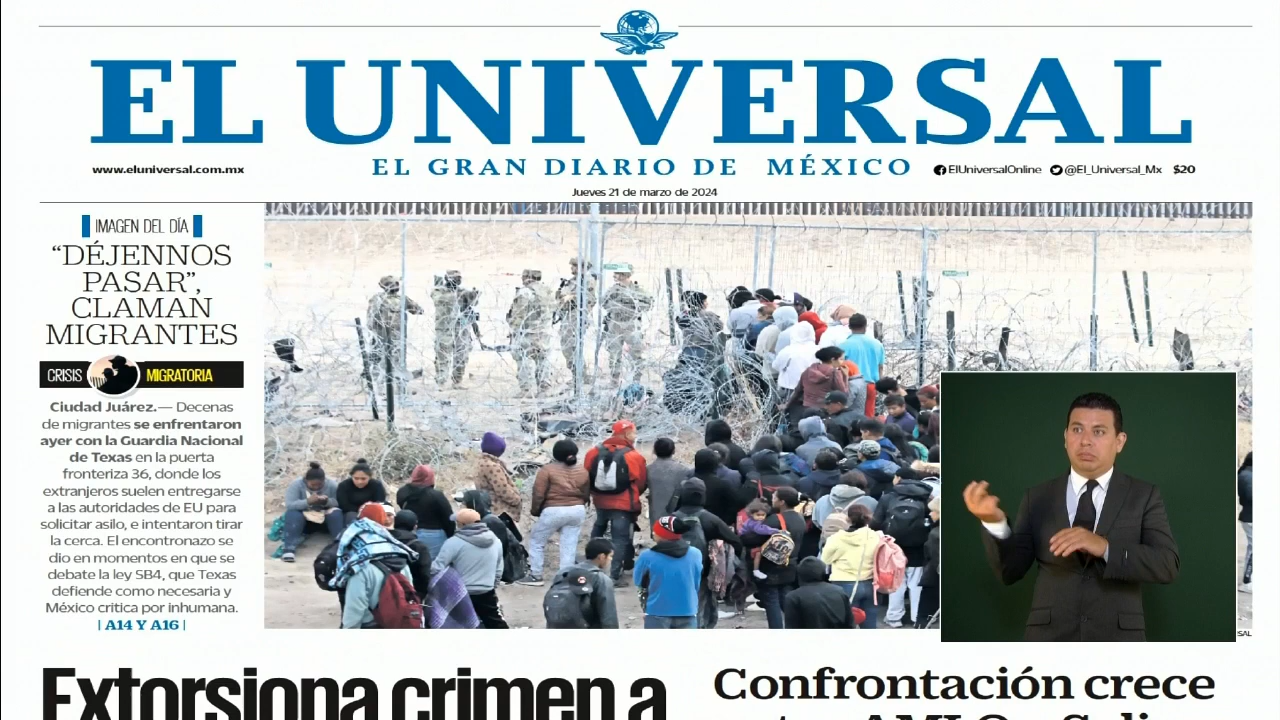 EL UNIVERSAL
www.eluniversal.com.mx
EL GRAN DIARIO DE MÉXICO
ElUniversalOnline @El_Universal_Mx $20
Jueves 21 de marzo de 2024
IMAGEN DEL DÍA
“DÉJENNOS
PASAR”,
CLAMAN
MIGRANTES
CRISIS MIGRATORIA
Ciudad Juárez.— Decenas
de migrantes se enfrentaron
ayer con la Guardia Nacional
de Texas en la puerta
fronteriza 36, donde los
extranjeros suelen entregarse
a las autoridades de EU para
solicitar asilo, e intentaron tirar
la cerca. El encontronazo se
dio en momentos en que se
debate la ley SB4, que Texas
defiende como necesaria y
México critica por inhumana.
| A14 Y A16 |
Extorsiona crimen a
Confrontación crece